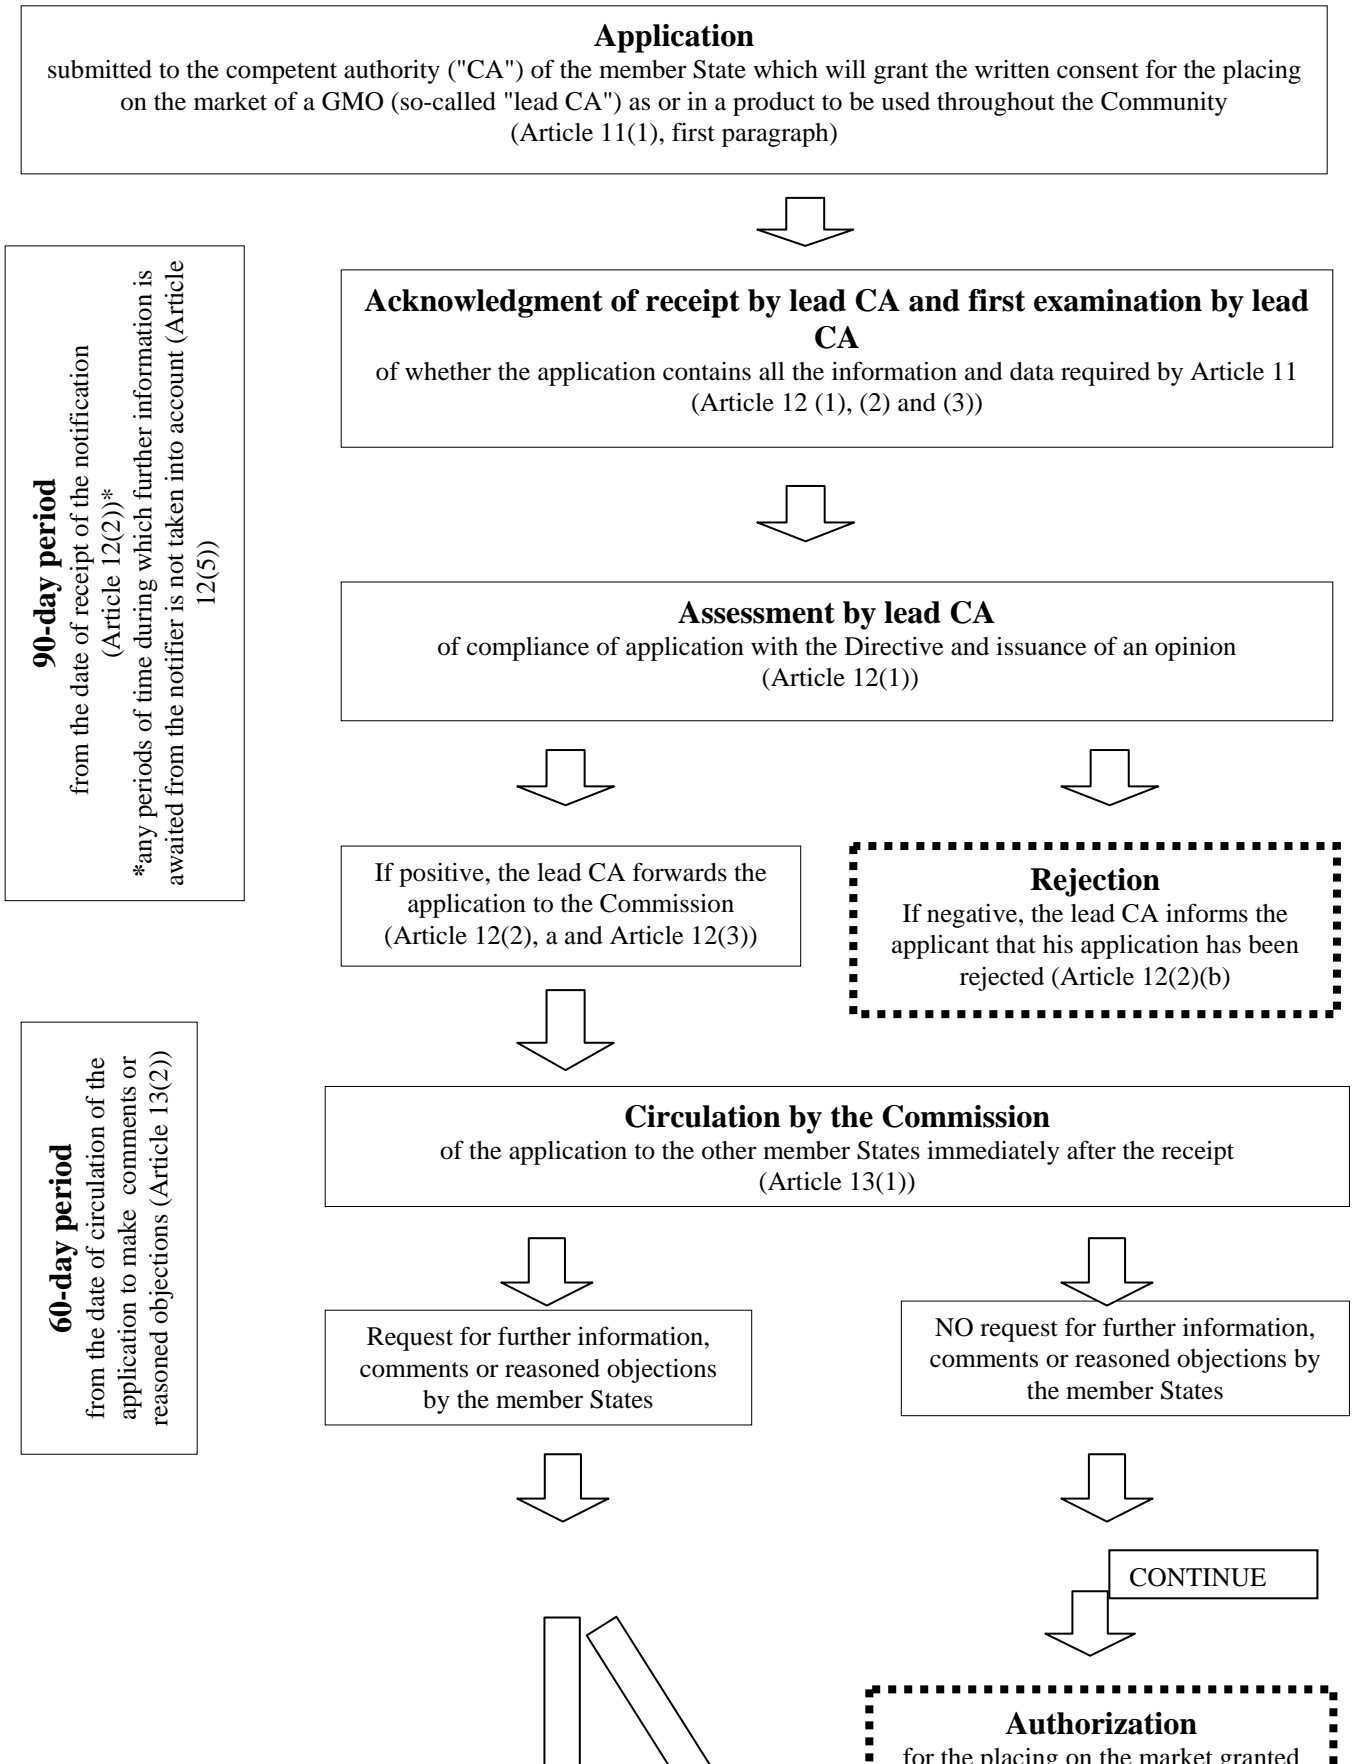 Application
submitted to the competent authority ("CA") of the member State which will grant the written consent for the placing
on the market of a GMO (so-called "lead CA") as or in a product to be used throughout the Community
(Article 11(1), first paragraph)
90-day period
from the date of receipt of the notification
(Article 12(2))*
*any periods of time during which further information is
awaited from the notifier is not taken into account (Article
12(5))
Acknowledgment of receipt by lead CA and first examination by lead
CA
of whether the application contains all the information and data required by Article 11
(Article 12 (1), (2) and (3))
Assessment by lead CA
of compliance of application with the Directive and issuance of an opinion
(Article 12(1))
If positive, the lead CA forwards the
application to the Commission
(Article 12(2), a and Article 12(3))
Rejection
If negative, the lead CA informs the
applicant that his application has been
rejected (Article 12(2)(b)
60-day period
from the date of circulation of the
application to make comments or
reasoned objections (Article 13(2))
Circulation by the Commission
of the application to the other member States immediately after the receipt
(Article 13(1))
Request for further information,
comments or reasoned objections
by the member States
NO request for further information,
comments or reasoned objections by
the member States
CONTINUE
Authorization
for the placing on the market granted